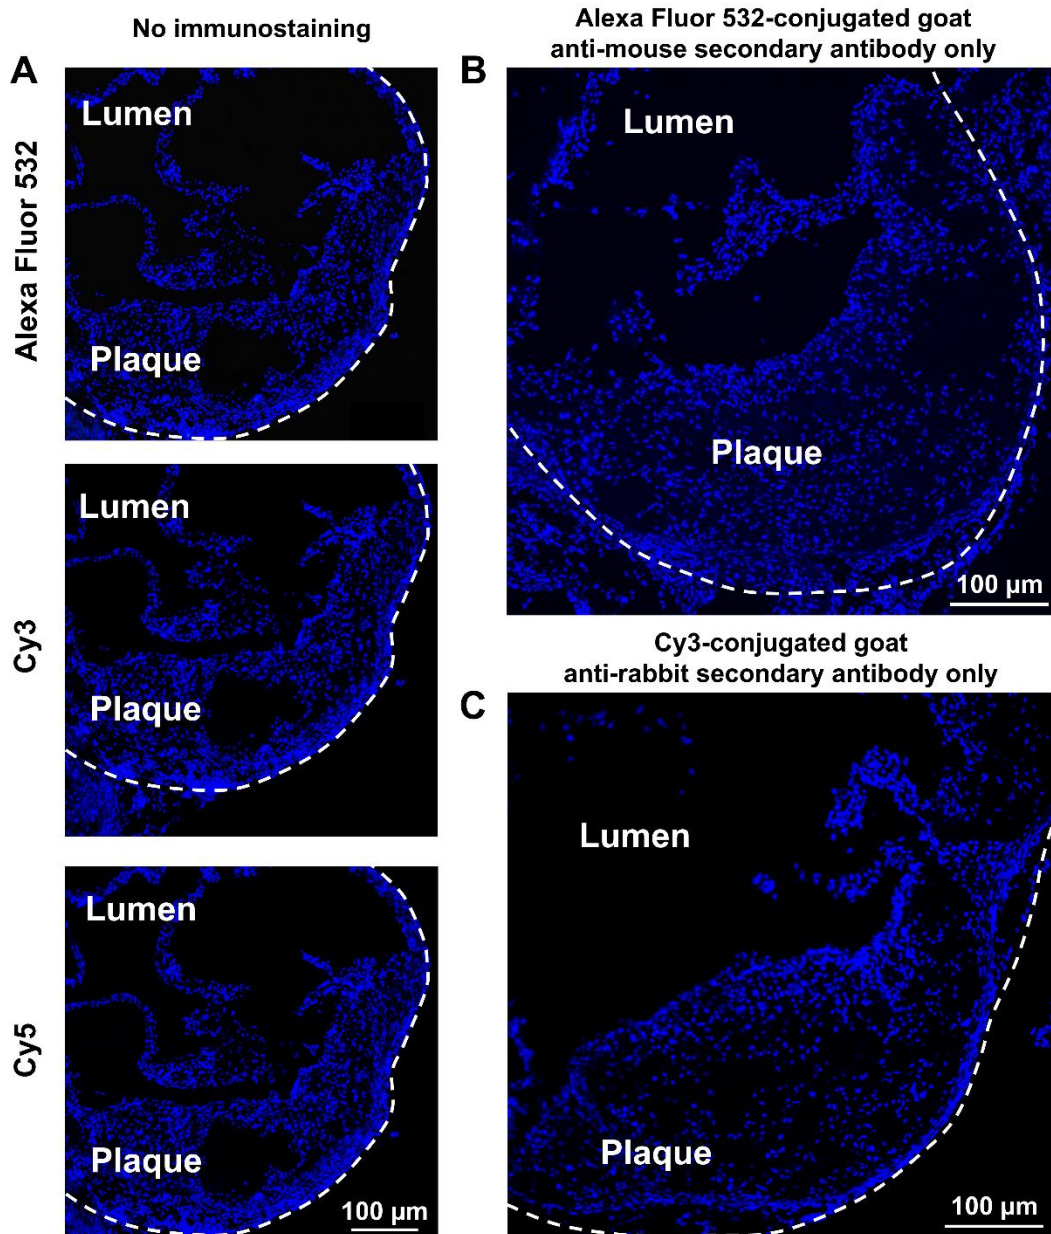 No immunostaining
A
Alexa Fluor 532
Lumen
Plaque
Cy3
Lumen
Plaque
Cy5
Lumen
Plaque
100 µm
Alexa Fluor 532-conjugated goat
anti-mouse secondary antibody only
B
Lumen
Plaque
100 µm
Cy3-conjugated goat
anti-rabbit secondary antibody only
C
Lumen
Plaque
100 µm